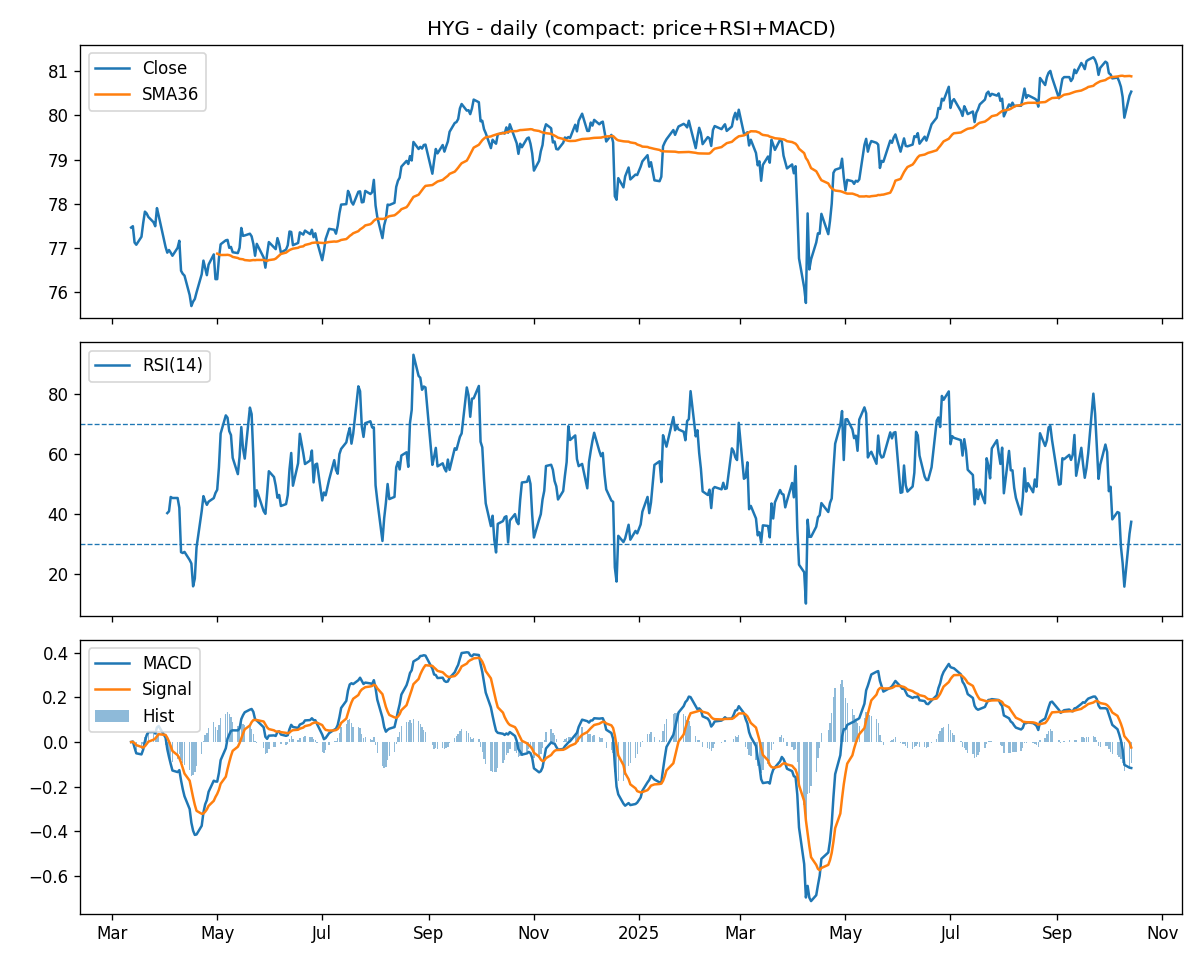 HYG - daily (compact: price+RSI+MACD)
Close
SMA36
81
80
79
78
77
76
RSI(14)
80
60
40
20
MACD
Signal
Hist
0.4
0.2
0.0
−0.2
−0.4
−0.6
Mar May Jul Sep Nov 2025 Mar May Jul Sep Nov